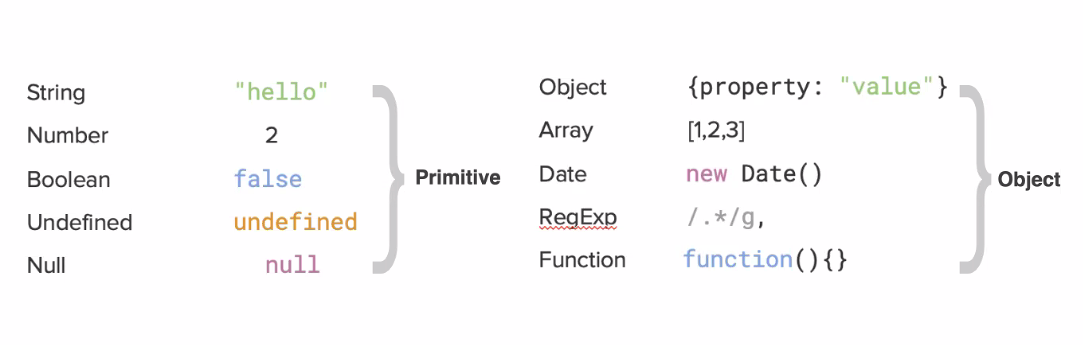 String "hello"
Number 2
Boolean false
Undefined undefined
Null null
Primitive
Object {property: "value"}
Array [1,2,3]
Date new Date()
RegExp /.*/g,
Function function(){}
Object